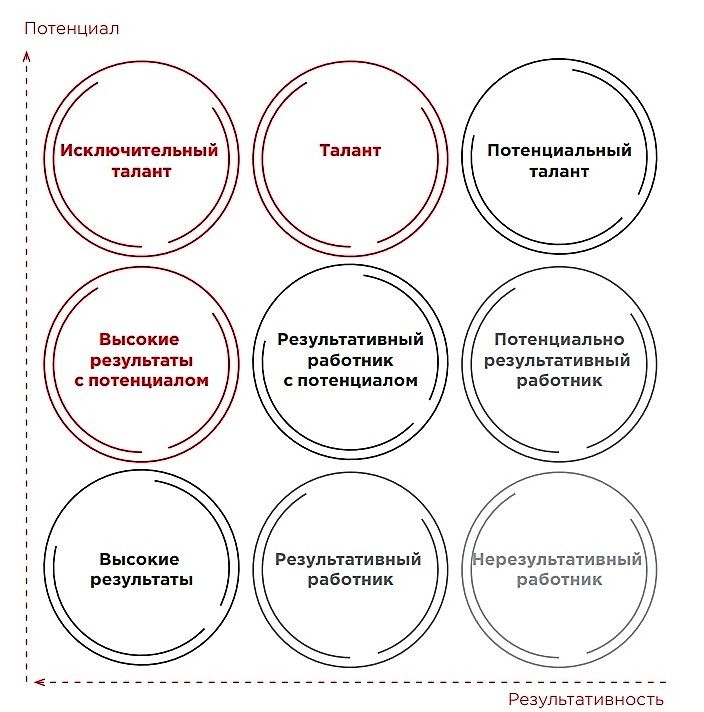 Потенциал
Исключительный
талант
Талант
Потенциальный
талант
Высокие
результаты
с потенциалом
Результативный
работник
с потенциалом
Потенциально
результативный
работник
Высокие
результаты
Результативный
работник
Нерезультативный
работник
Результативность